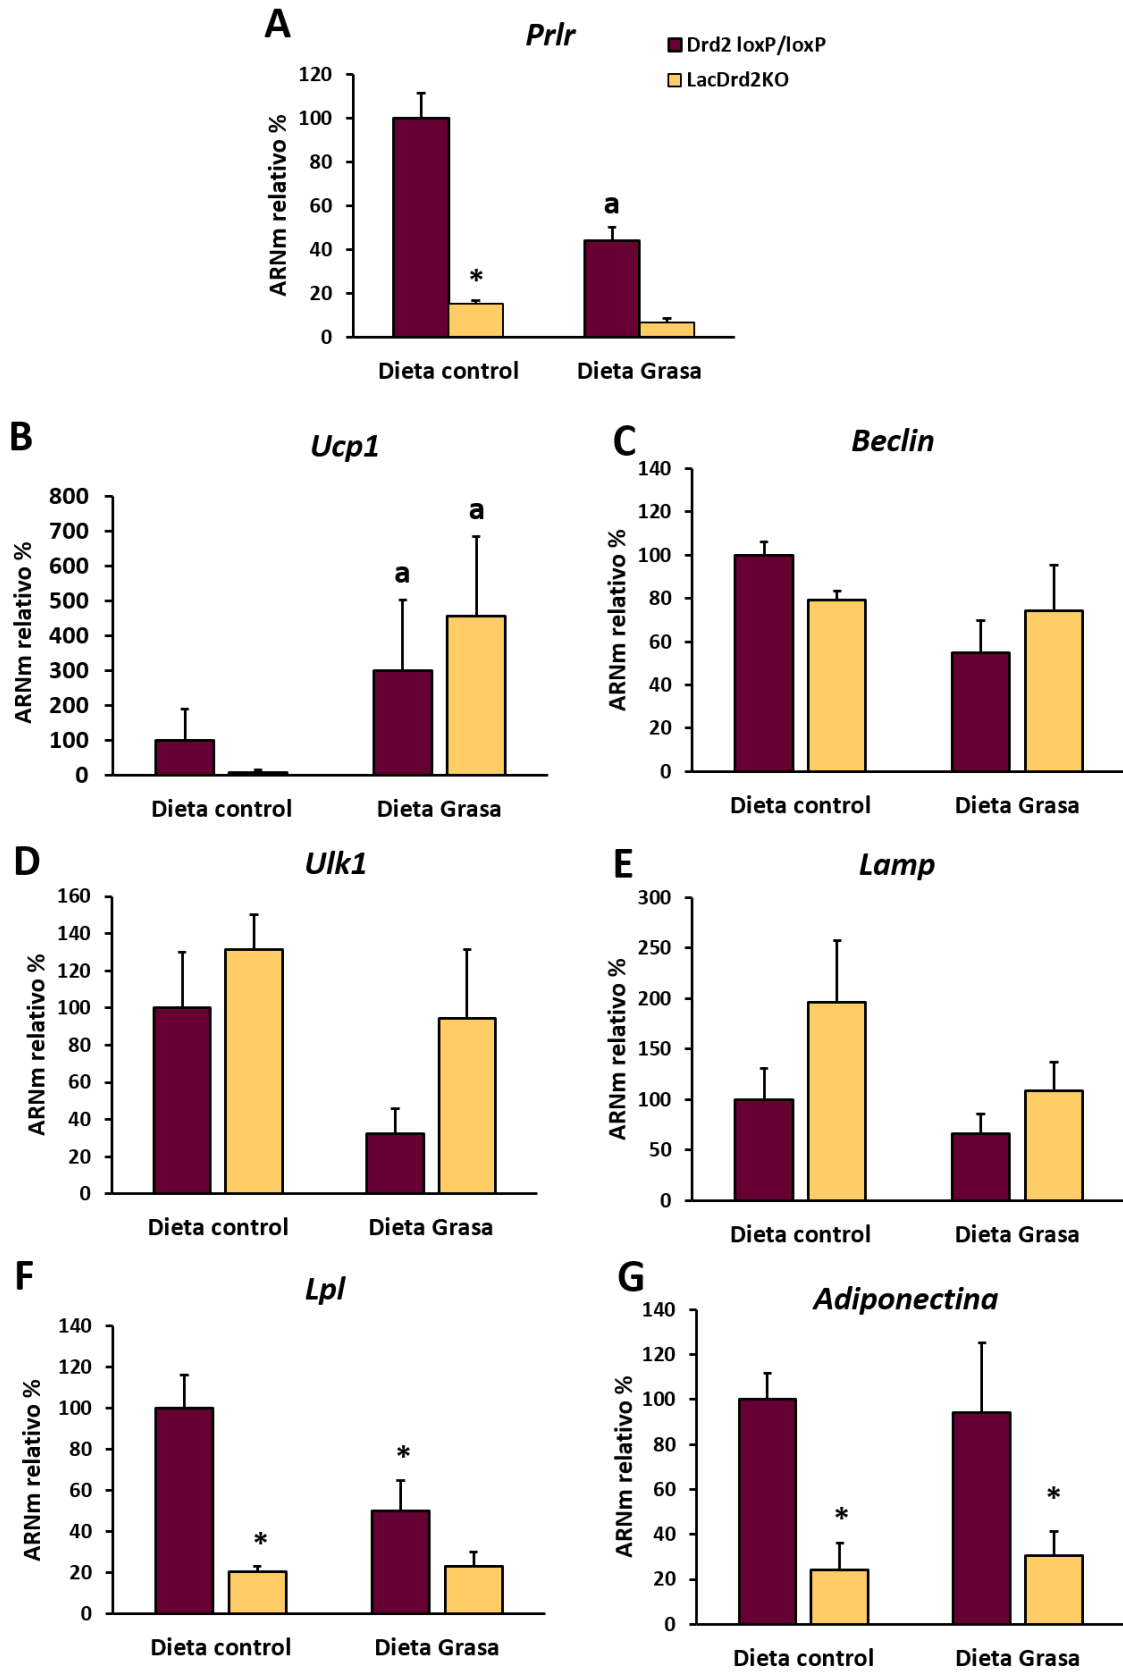 A
Prlr
Drd2 loxP/loxP
LacDrd2KO
ARNm relativo %
120
100
80
60
40
20
0
*
a
Dieta control
Dieta Grasa
B
Ucp1
ARNm relativo %
800
700
600
500
400
300
200
100
0
a
a
Dieta control
Dieta Grasa
C
Beclin
ARNm relativo %
140
120
100
80
60
40
20
0
Dieta control
Dieta Grasa
D
Ulk1
ARNm relativo %
160
140
120
100
80
60
40
20
0
Dieta control
Dieta Grasa
E
Lamp
ARNm relativo %
300
250
200
150
100
50
0
Dieta control
Dieta Grasa
F
Lpl
ARNm relativo %
140
120
100
80
60
40
20
0
*
*
Dieta control
Dieta Grasa
G
Adiponectina
ARNm relativo %
140
120
100
80
60
40
20
0
*
*
Dieta control
Dieta Grasa